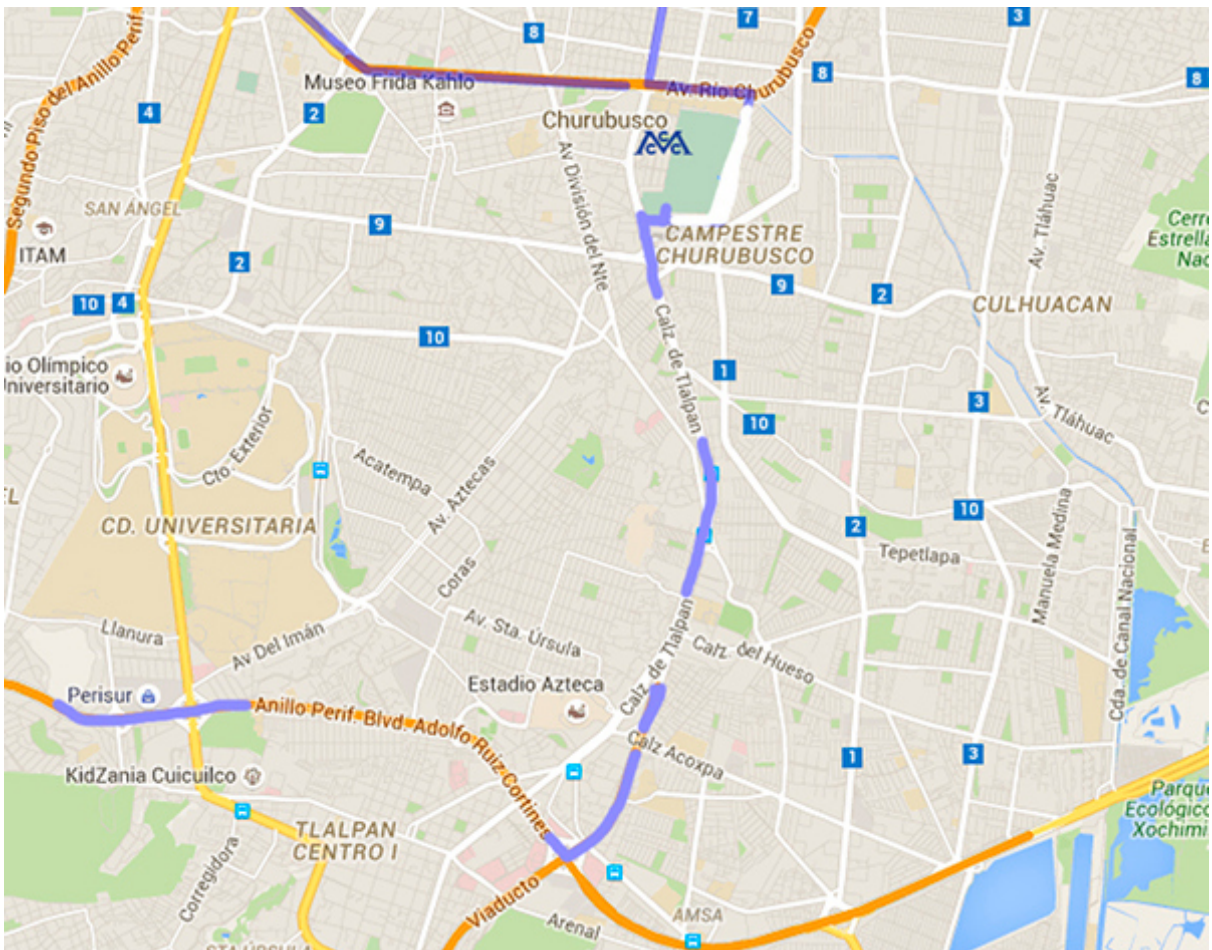 8
3
7
8
8
Segundo Piso del Anillo Perif.
4
2
Museo Frida Kahlo
Av. Río Churubusco
Churubusco
Av División del Nte
SAN ÁNGEL
ITAM
9
2
CAMPESTRE
CHURUBUSCO
9
2
CULHUACAN
Av. Tláhuac
Cerr
Estrella
Nac
10
4
10
io Olímpico
Universitario
Calz. de Tlalpan
1
3
10
Av. Tláhuac
Cto. Exterior
Acatempa
Av. Aztecas
CD. UNIVERSITARIA
2
10
Tepetlapa
Manuela Medina
Cda. de Canal Nacional
Coras
Llanura
Av Del Imán
Av. Sta. Úrsula
Calz. de Tlalpan
Calz. del Hueso
Perisur
Anillo Perif. Blvd. Adolfo Ruiz Cortines
Estadio Azteca
Calz Acoxpa
1
3
KidZania Cuicuilco
TLALPAN
CENTRO I
Corregidora
Parque
Ecológico
Xochimi
Viaducto
Arenal
AMSA